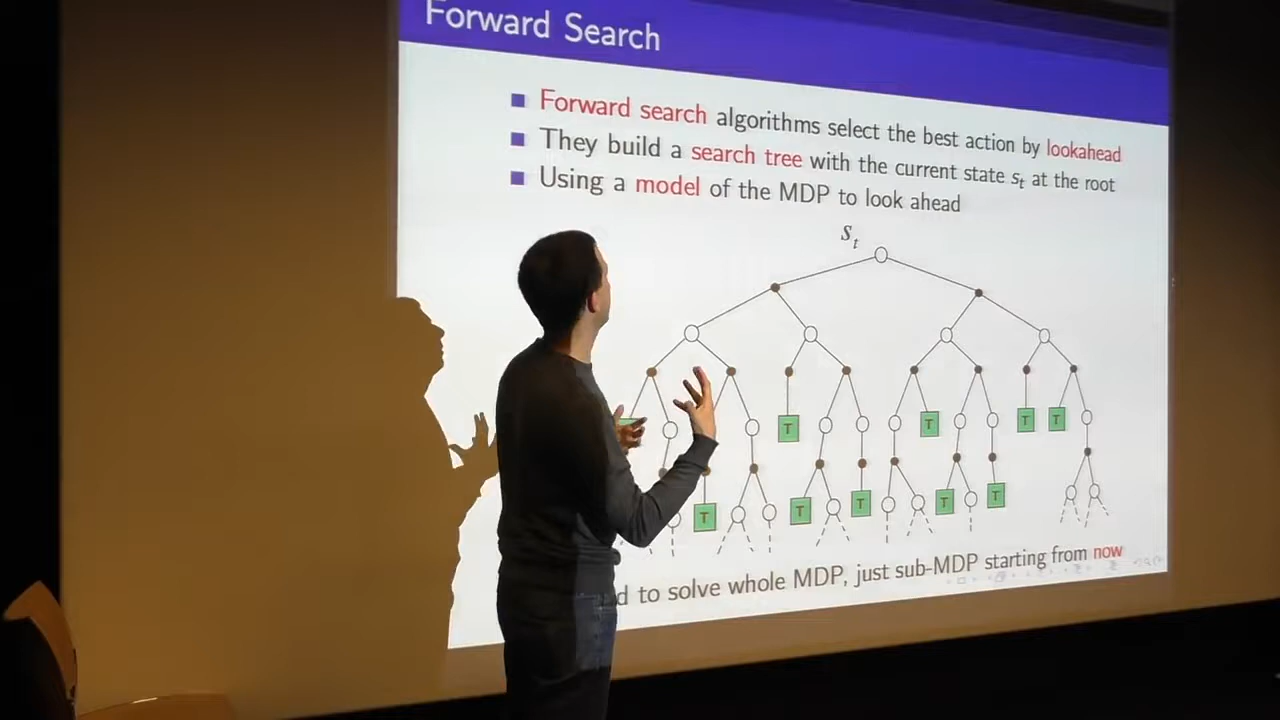 Forward Search
Forward search algorithms select the best action by lookahead
They build a search tree with the current state sₜ at the root
Using a model of the MDP to look ahead
sₜ
T
T
T T
T T T T T
to solve whole MDP, just sub-MDP starting from now